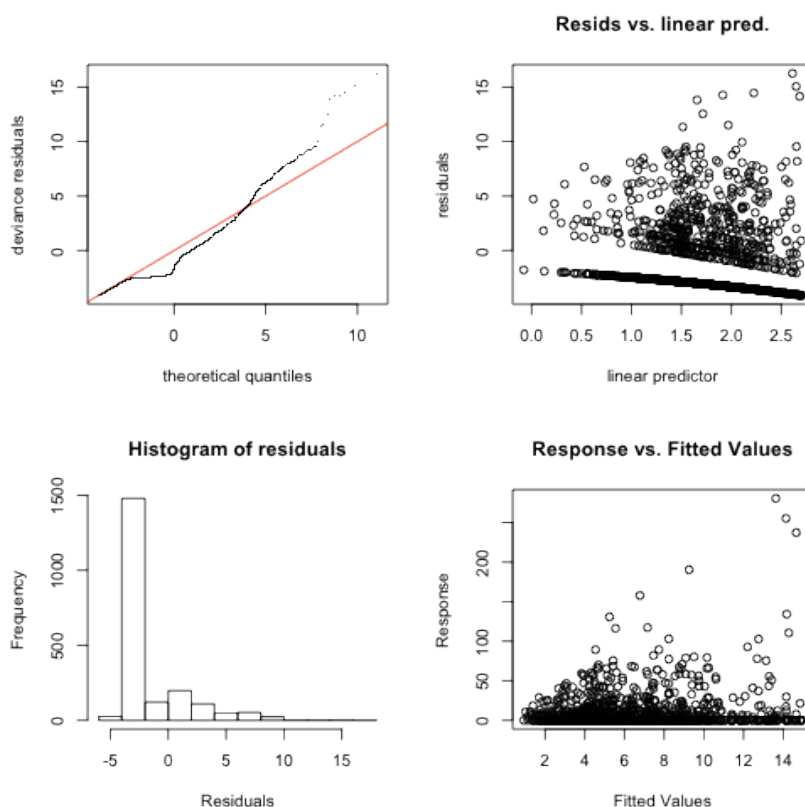 deviance residuals
15
10
5
0
0 5 10
theoretical quantiles
Resids vs. linear pred.
residuals
15
10
5
0
0.0 0.5 1.0 1.5 2.0 2.5
linear predictor
Histogram of residuals
Frequency
1500
1000
500
0
-5 0 5 10 15
Residuals
Response vs. Fitted Values
Response
200
100
50
0
2 4 6 8 10 12 14
Fitted Values